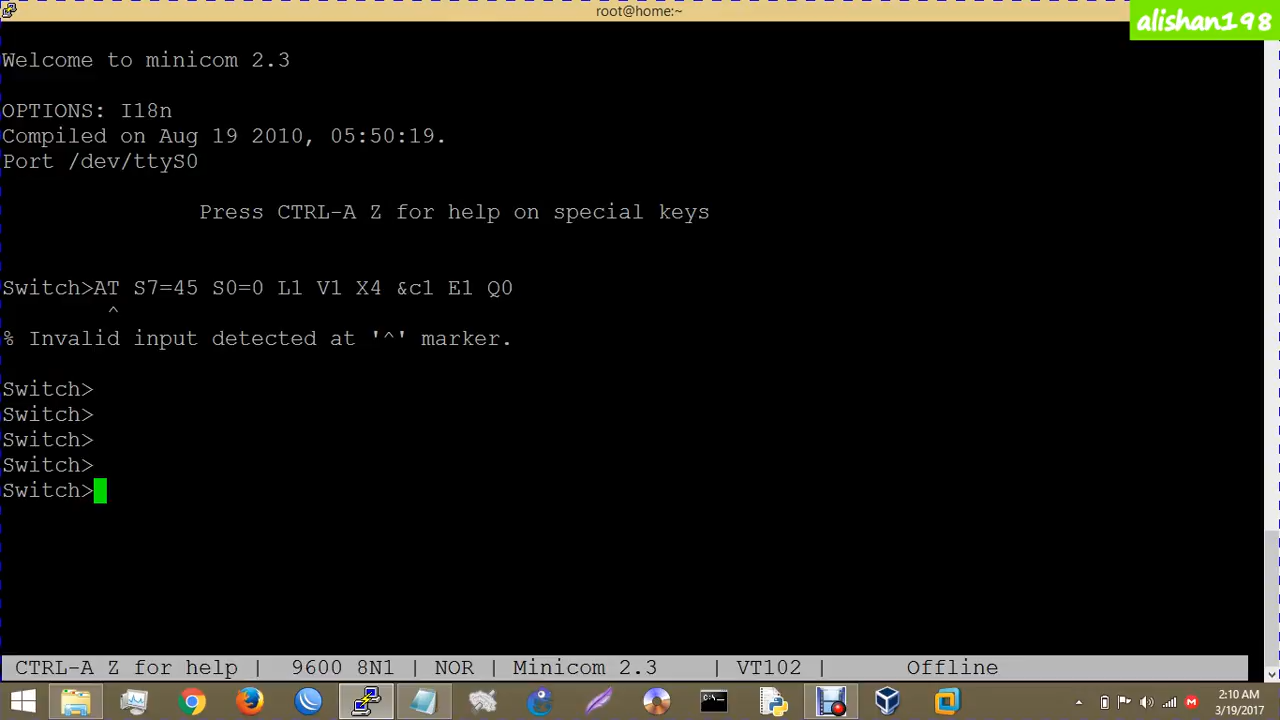 root@home:~
alishan198
Welcome to minicom 2.3
OPTIONS: I18n
Compiled on Aug 19 2010, 05:50:19.
Port /dev/ttyS0
Press CTRL-A Z for help on special keys
Switch>AT S7=45 S0=0 L1 V1 X4 &c1 E1 Q0
^
% Invalid input detected at '^' marker.
Switch>
Switch>
Switch>
Switch>
Switch>
CTRL-A Z for help | 9600 8N1 | NOR | Minicom 2.3 | VT102 | Offline
2:10 AM
3/19/2017